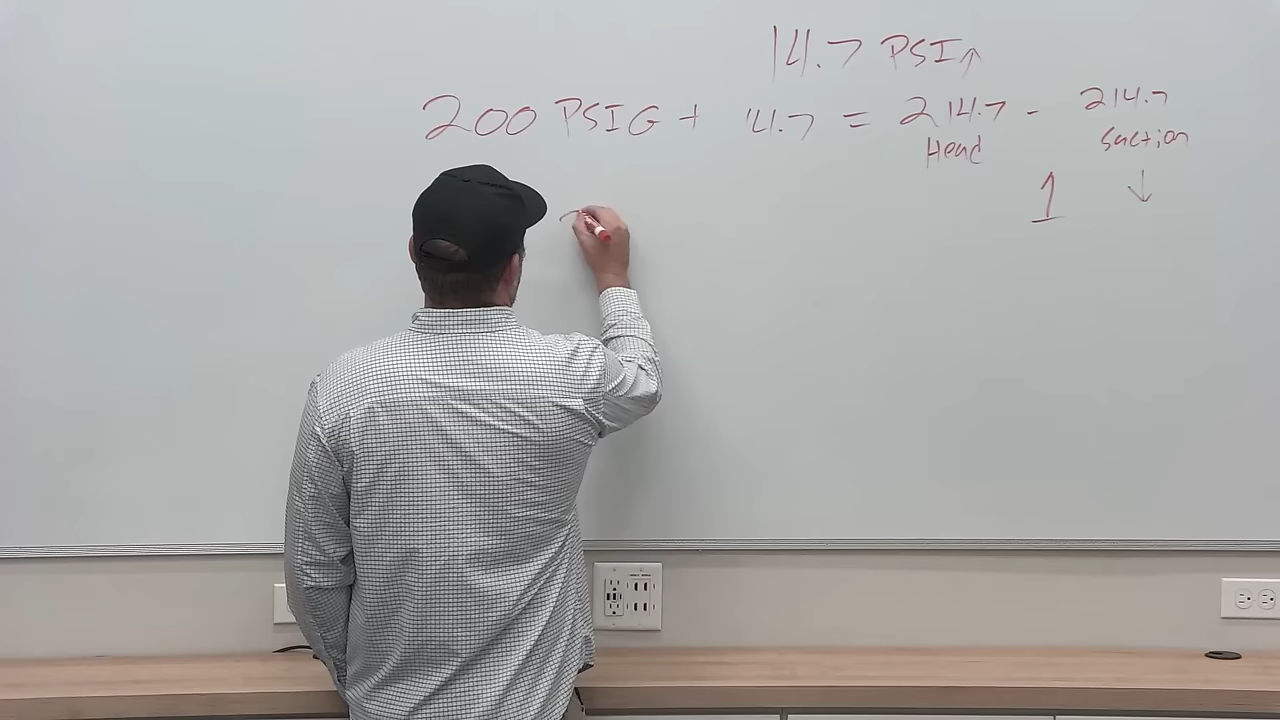 14.7 PSI↑
200 PSIG + 14.7 = 214.7 - 214.7
Head suction
1 ↓